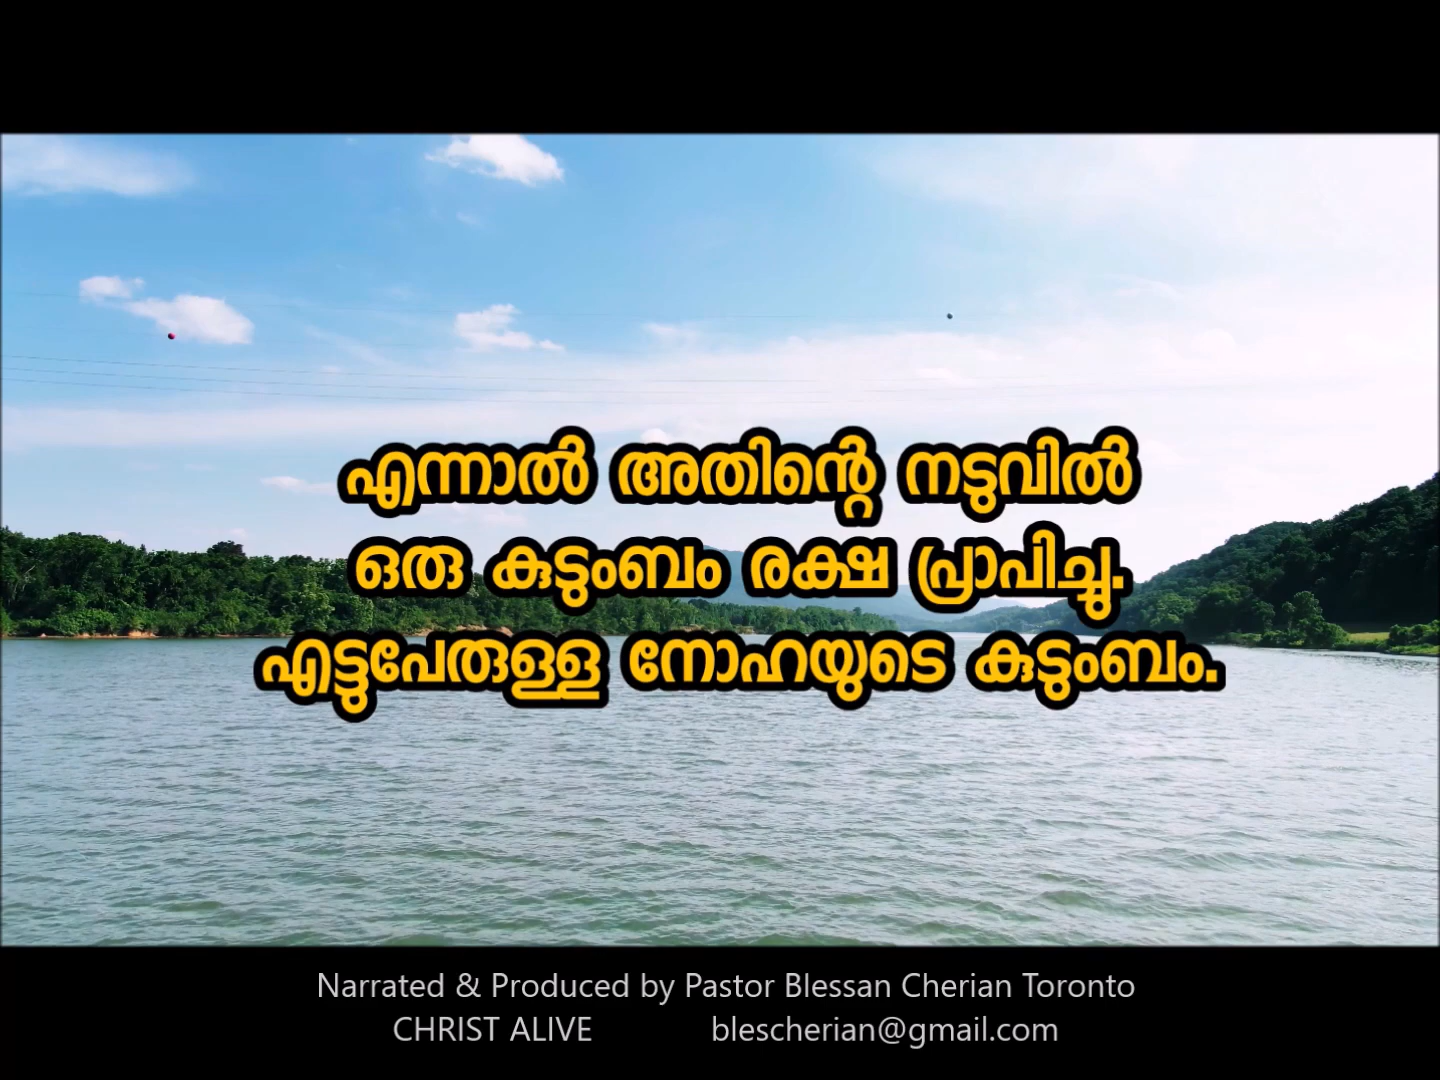 എന്നാൽ അതിന്റെ നടുവിൽ
ഒരു കുടുംബം രക്ഷ പ്രാപിച്ചു.
എട്ടുപേരുള്ള നോഹയുടെ കുടുംബം.
Narrated & Produced by Pastor Blessan Cherian Toronto
CHRIST ALIVE blescherian@gmail.com